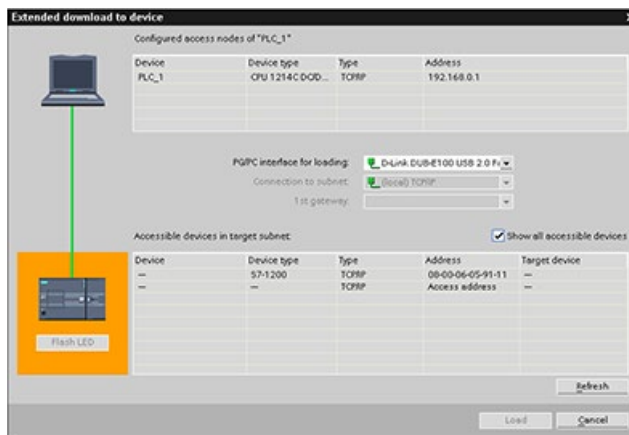 Extended download to device
Configured access nodes of "PLC_1"
Device Device type Type Address
PLC_1 CPU 1214C DC/D... TCP/IP 192.168.0.1
PG/PC interface for loading: D-Link DUB-E100 USB 2.0 Fa
Connection to subnet: (local) TCP/IP
1st gateway:
Accessible devices in target subnet: Show all accessible devices
Device Device type Type Address Target device
— S7-1200 TCP/IP 08-00-06-05-91-11 —
— — TCP/IP Access address —
Flash LED
Refresh
Load Cancel